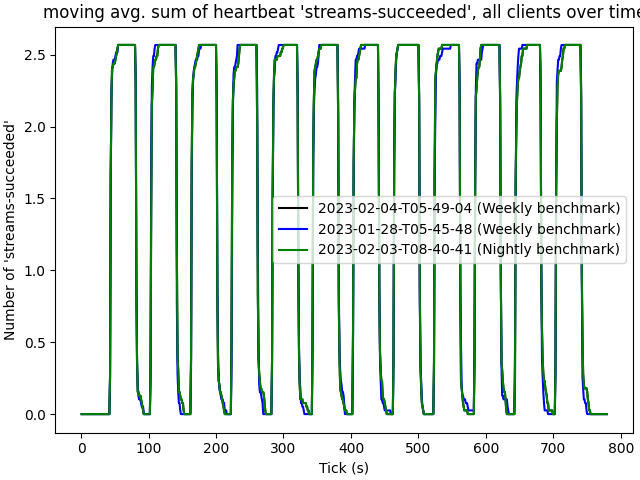 moving avg. sum of heartbeat 'streams-succeeded', all clients over time
2.5
2.0
1.5
1.0
0.5
0.0
Number of 'streams-succeeded'
2023-02-04-T05-49-04 (Weekly benchmark)
2023-01-28-T05-45-48 (Weekly benchmark)
2023-02-03-T08-40-41 (Nightly benchmark)
0 100 200 300 400 500 600 700 800
Tick (s)